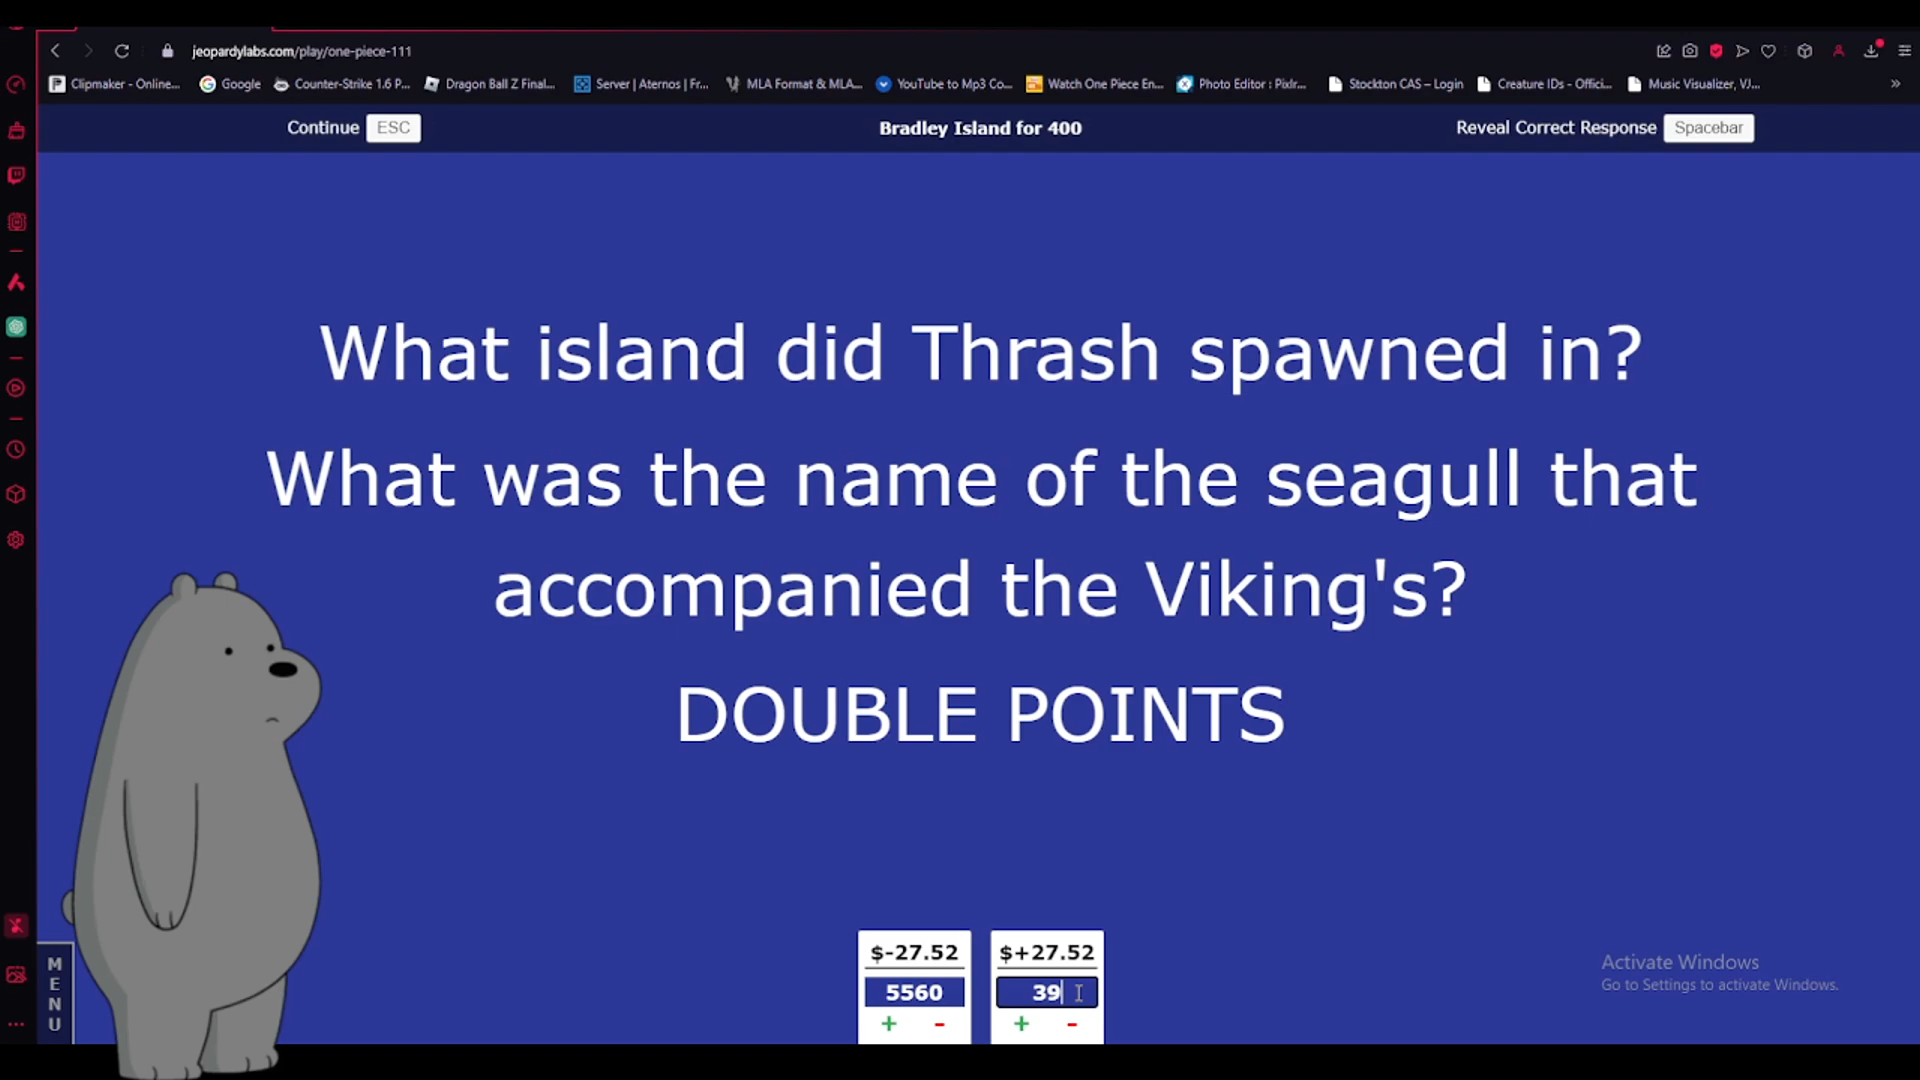 jeopardylabs.com/play/one-piece-111
Clipmaker - Online... Google Counter-Strike 1.6 P... Dragon Ball Z Final... Server | Aternos | Fr... MLA Format & MLA... YouTube to Mp3 Co... Watch One Piece En... Photo Editor : Pixlr... Stockton CAS – Login Creature IDs - Offici... Music Visualizer, VJ...
Continue ESC Bradley Island for 400 Reveal Correct Response Spacebar
What island did Thrash spawned in?
What was the name of the seagull that
accompanied the Viking's?
DOUBLE POINTS
MENU
$-27.52 $+27.52
5560 39
+ - + -
Activate Windows
Go to Settings to activate Windows.